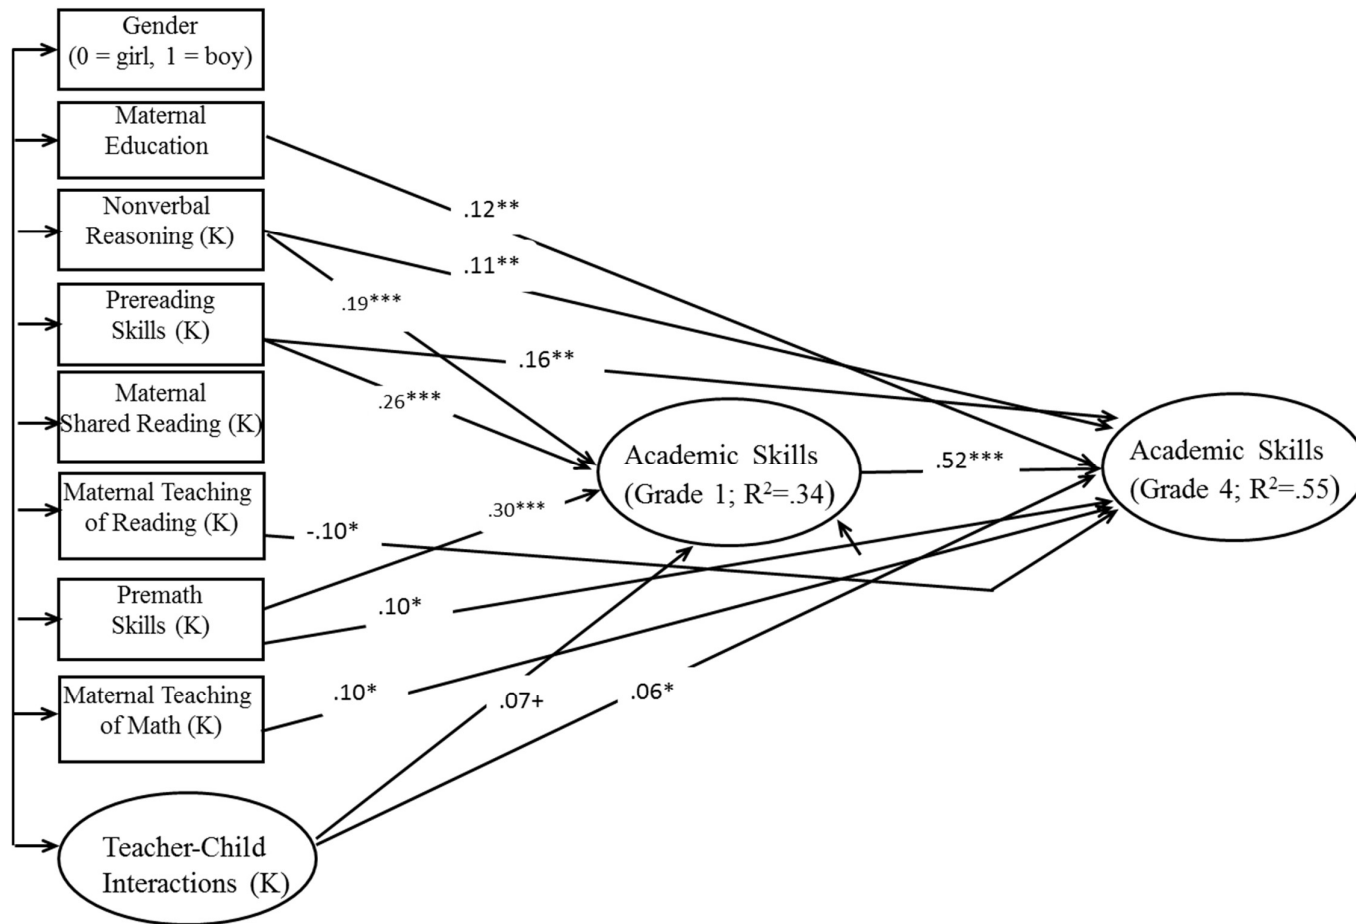 Gender
(0 = girl, 1 = boy)
Maternal
Education
Nonverbal
Reasoning (K)
Prereading
Skills (K)
Maternal
Shared Reading (K)
Maternal Teaching
of Reading (K)
Premath
Skills (K)
Maternal Teaching
of Math (K)
Teacher-Child
Interactions (K)
.12**
.11**
.19***
.16**
.26***
.30***
-.10*
.10*
.10*
.07+
.06*
Academic Skills
(Grade 1; R²=.34)
.52***
Academic Skills
(Grade 4; R²=.55)